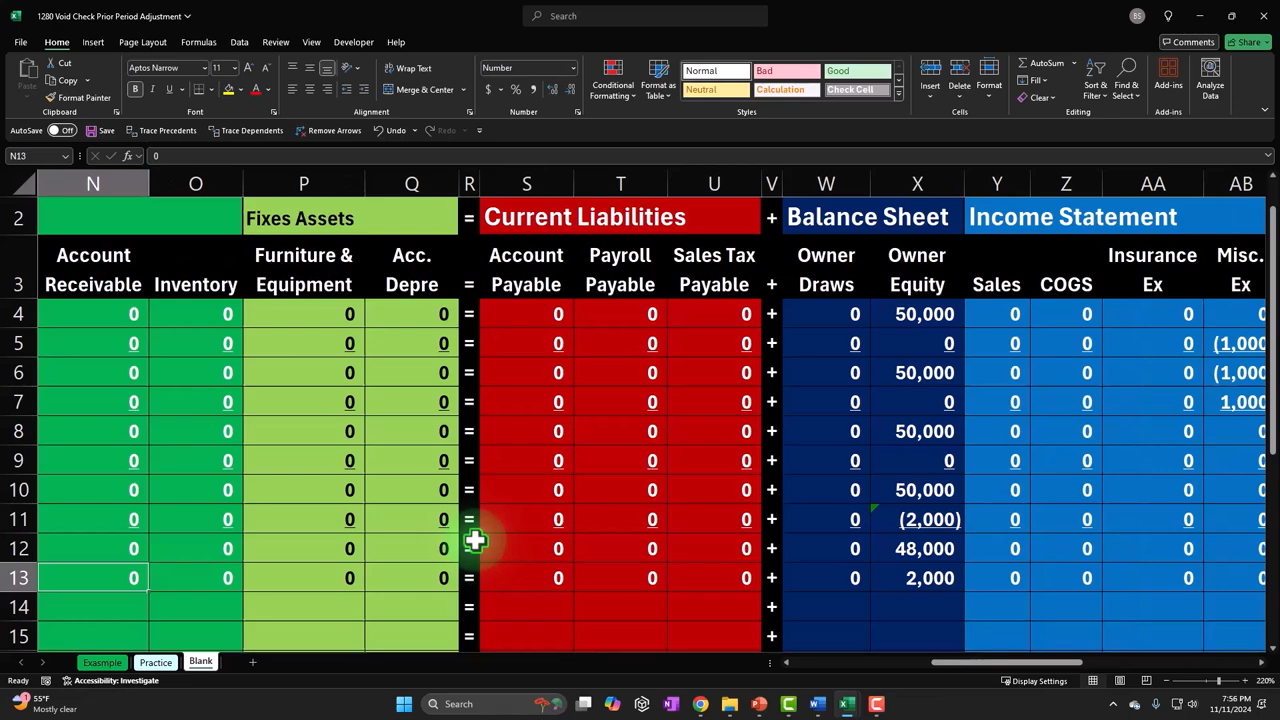 1280 Void Check Prior Period Adjustment
Search
BS
File Home Insert Page Layout Formulas Data Review View Developer Help
Comments Share
Paste
Cut
Copy
Format Painter
Clipboard
Aptos Narrow 11
B I U
Font
Wrap Text
Merge & Center
Alignment
Number
$ % ,
Number
Conditional Formatting
Format as Table
Normal Bad Good
Neutral Calculation Check Cell
Styles
Insert Delete Format
Cells
AutoSum
Fill
Clear
Sort & Filter
Find & Select
Editing
Add-ins
Add-ins
Analyze Data
AutoSave Off Save Trace Precedents Trace Dependents Remove Arrows Undo Redo
N13 fx 0
N O P Q R S T U V W X Y Z AA AB
2 Fixes Assets = Current Liabilities + Balance Sheet Income Statement
Account Furniture & Acc. Account Payroll Sales Tax Owner Owner Insurance Misc.
3 Receivable Inventory Equipment Depre = Payable Payable Payable + Draws Equity Sales COGS Ex Ex
4 0 0 0 0 = 0 0 0 + 0 50,000 0 0 0 0
5 0 0 0 0 = 0 0 0 + 0 0 0 0 0 (1,000
6 0 0 0 0 = 0 0 0 + 0 50,000 0 0 0 (1,000
7 0 0 0 0 = 0 0 0 + 0 0 0 0 0 1,000
8 0 0 0 0 = 0 0 0 + 0 50,000 0 0 0 0
9 0 0 0 0 = 0 0 0 + 0 0 0 0 0 0
10 0 0 0 0 = 0 0 0 + 0 50,000 0 0 0 0
11 0 0 0 0 = 0 0 0 + 0 (2,000) 0 0 0 0
12 0 0 0 0 = 0 0 0 + 0 48,000 0 0 0 0
13 0 0 0 0 = 0 0 0 + 0 2,000 0 0 0 0
14 = +
15 = +
Exsample Practice Blank
Ready Accessibility: Investigate Display Settings 220%
1
55°F
Mostly clear
Search
7:56 PM
11/11/2024